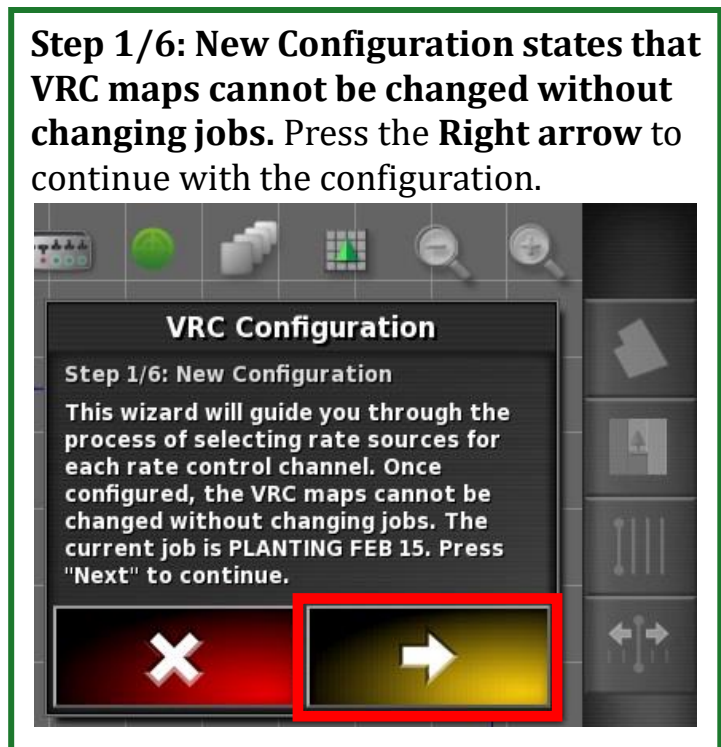 Step 1/6: New Configuration states that
VRC maps cannot be changed without
changing jobs. Press the Right arrow to
continue with the configuration.
VRC Configuration
Step 1/6: New Configuration
This wizard will guide you through the
process of selecting rate sources for
each rate control channel. Once
configured, the VRC maps cannot be
changed without changing jobs. The
current job is PLANTING FEB 15. Press
"Next" to continue.